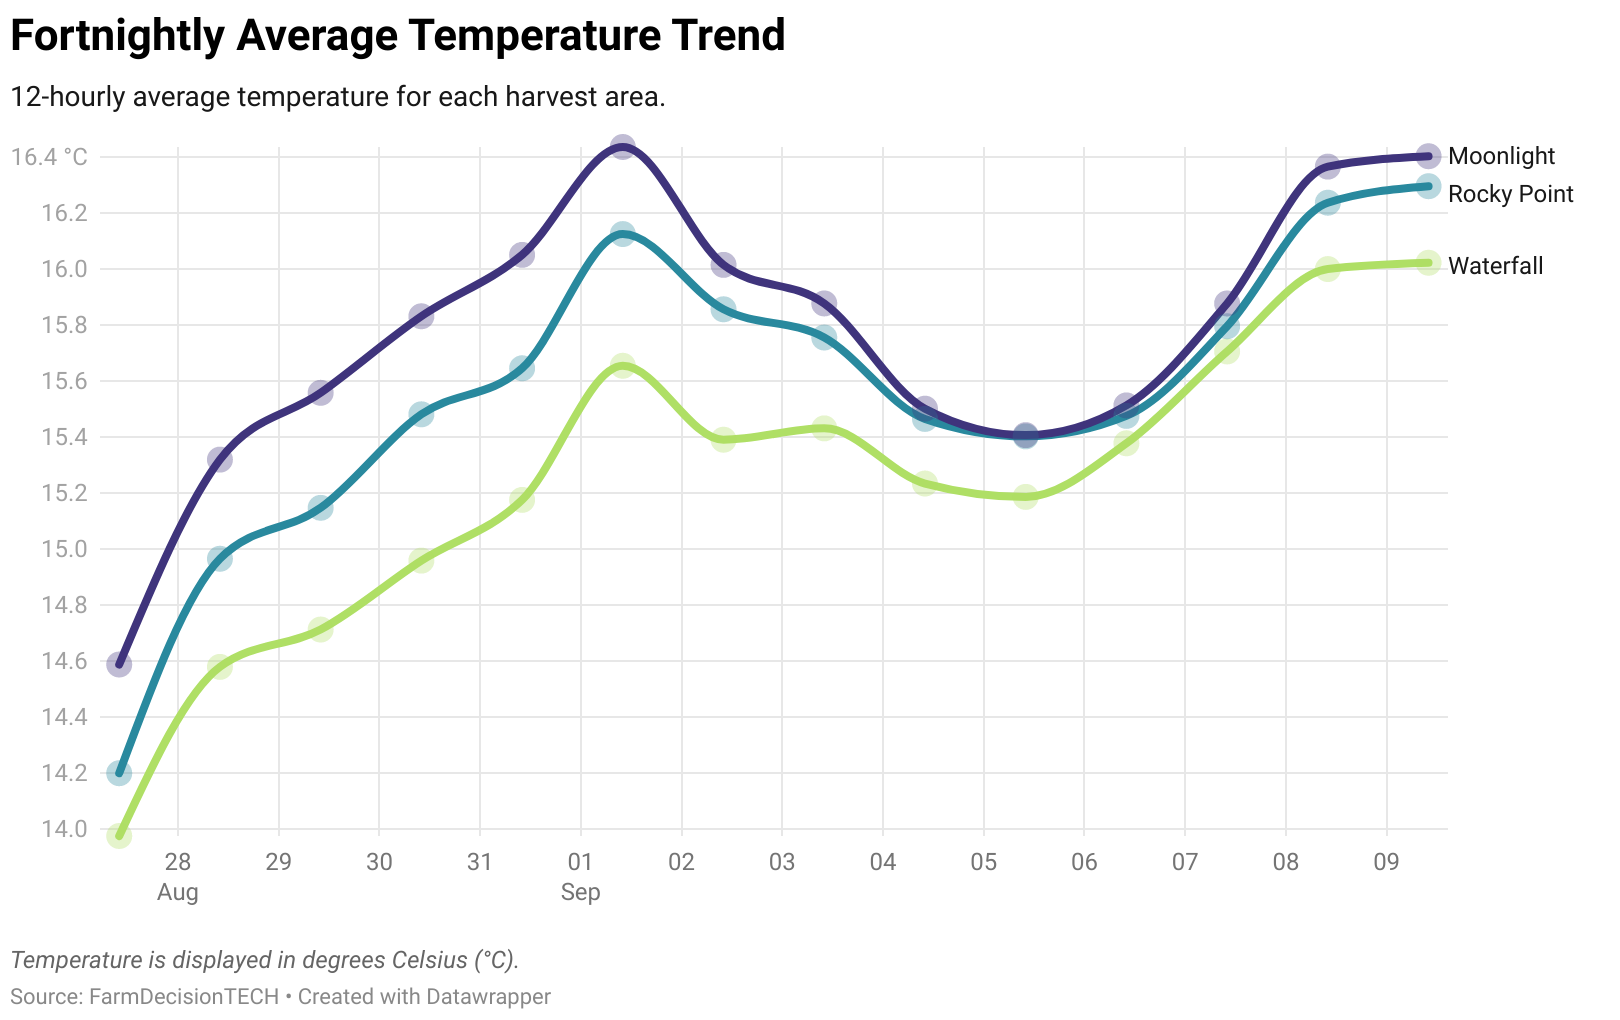 Fortnightly Average Temperature Trend
12-hourly average temperature for each harvest area.
16.4 °C
16.2
16.0
15.8
15.6
15.4
15.2
15.0
14.8
14.6
14.4
14.2
14.0
Moonlight
Rocky Point
Waterfall
28 29 30 31 01 02 03 04 05 06 07 08 09
Aug Sep
Temperature is displayed in degrees Celsius (°C).
Source: FarmDecisionTECH • Created with Datawrapper